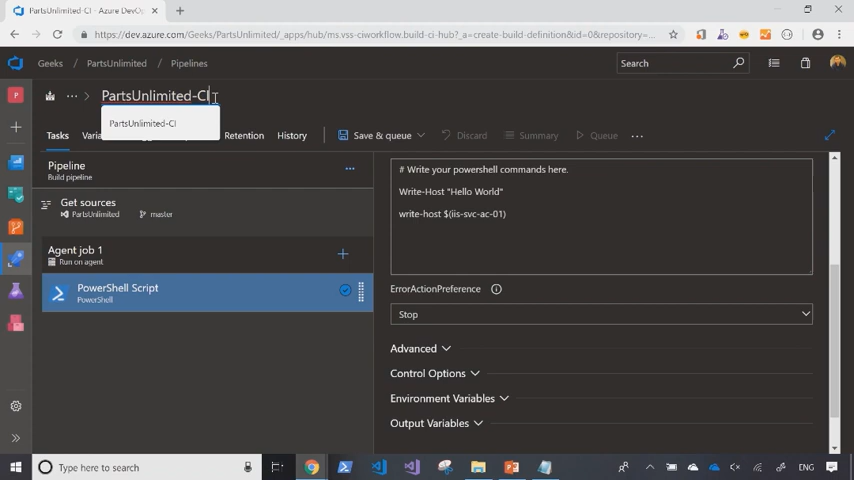 PartsUnlimited-CI - Azure DevOp
https://dev.azure.com/Geeks/PartsUnlimited/_apps/hub/ms.vss-ciworkflow.build-ci-hub?_a=create-build-definition&id=0&repository=...
Geeks / PartsUnlimited / Pipelines
Search
P
... > PartsUnlimited-CI
PartsUnlimited-CI
Tasks
Varia
Retention
History
Save & queue
Discard
Summary
Queue
...
Pipeline
Build pipeline
Get sources
PartsUnlimited
master
Agent job 1
Run on agent
PowerShell Script
PowerShell
# Write your powershell commands here.
Write-Host "Hello World"
write-host $(iis-svc-ac-01)
ErrorActionPreference
Stop
Advanced
Control Options
Environment Variables
Output Variables
Type here to search
ENG